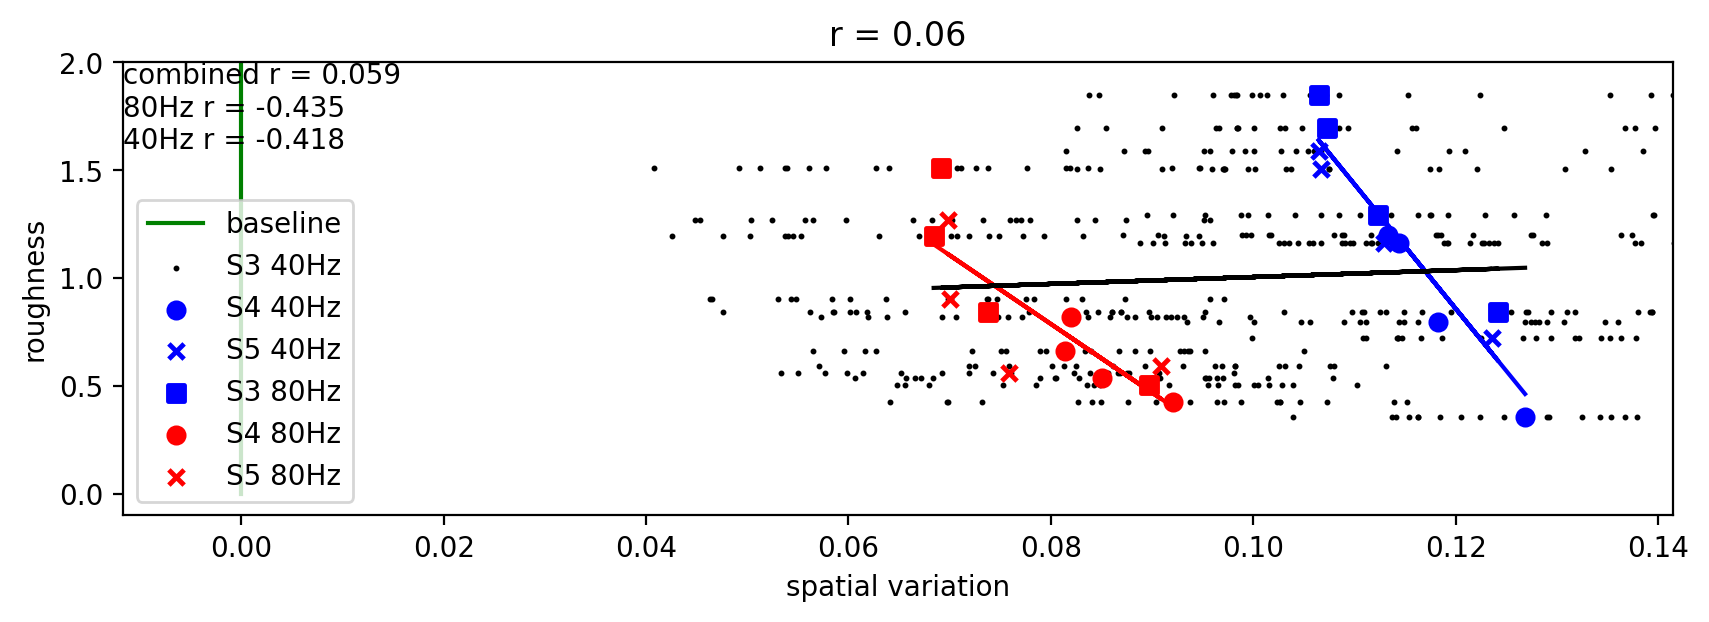 r = 0.06
combined r = 0.059
80Hz r = -0.435
40Hz r = -0.418
2.0
1.5
1.0
0.5
0.0
roughness
baseline
S3 40Hz
S4 40Hz
S5 40Hz
S3 80Hz
S4 80Hz
S5 80Hz
0.00 0.02 0.04 0.06 0.08 0.10 0.12 0.14
spatial variation